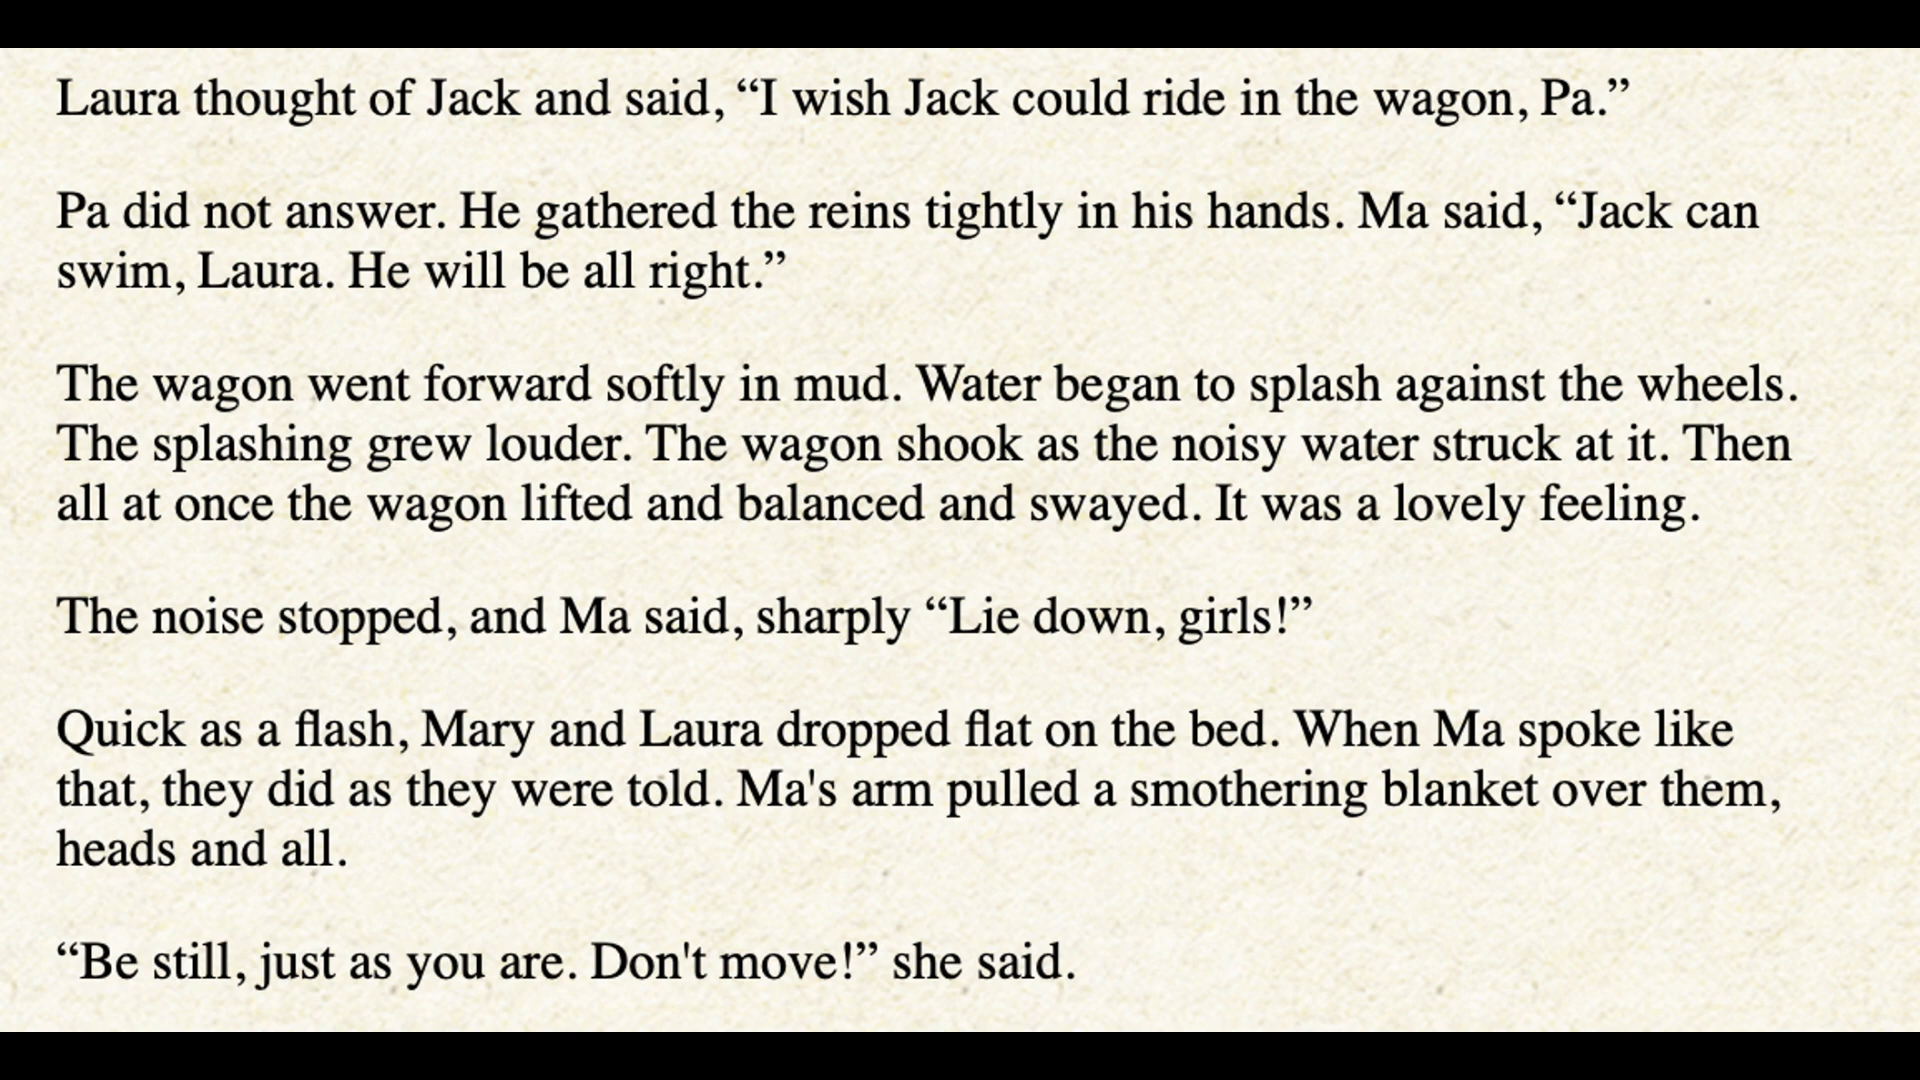 Laura thought of Jack and said, “I wish Jack could ride in the wagon, Pa.”
Pa did not answer. He gathered the reins tightly in his hands. Ma said, “Jack can
swim, Laura. He will be all right.”
The wagon went forward softly in mud. Water began to splash against the wheels.
The splashing grew louder. The wagon shook as the noisy water struck at it. Then
all at once the wagon lifted and balanced and swayed. It was a lovely feeling.
The noise stopped, and Ma said, sharply “Lie down, girls!”
Quick as a flash, Mary and Laura dropped flat on the bed. When Ma spoke like
that, they did as they were told. Ma's arm pulled a smothering blanket over them,
heads and all.
“Be still, just as you are. Don't move!” she said.